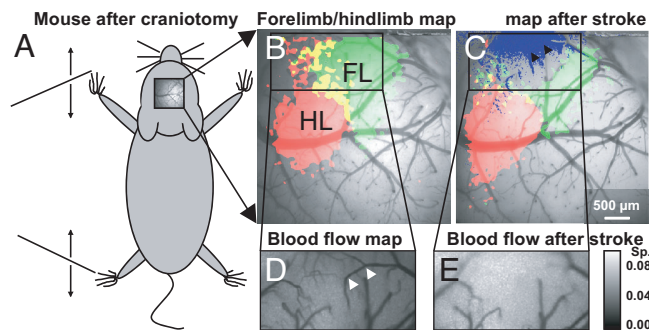 Mouse after craniotomy
Forelimb/hindlimb map
map after stroke
A
B
FL
HL
C
500 µm
Blood flow map
Blood flow after stroke
D
E
Sp.
0.08
0.04
0.00